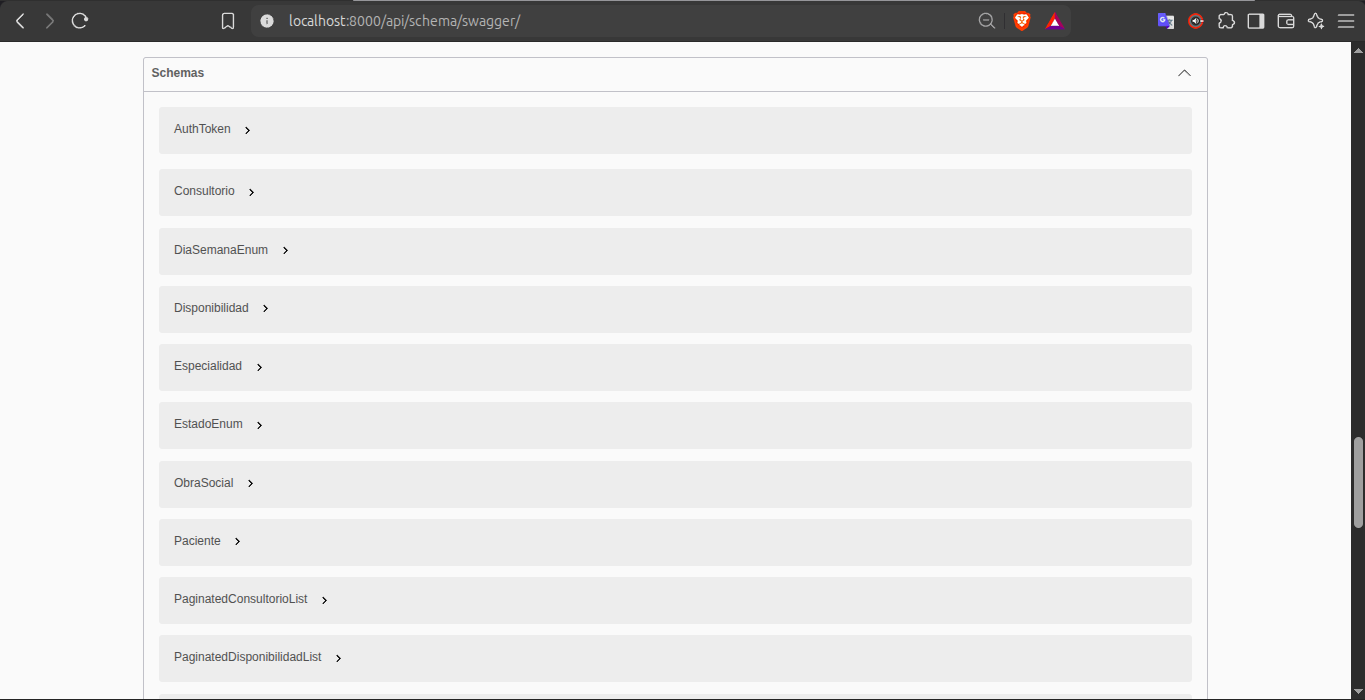 localhost:8000/api/schema/swagger/
Schemas
AuthToken
Consultorio
DiaSemanaEnum
Disponibilidad
Especialidad
EstadoEnum
ObraSocial
Paciente
PaginatedConsultorioList
PaginatedDisponibilidadList